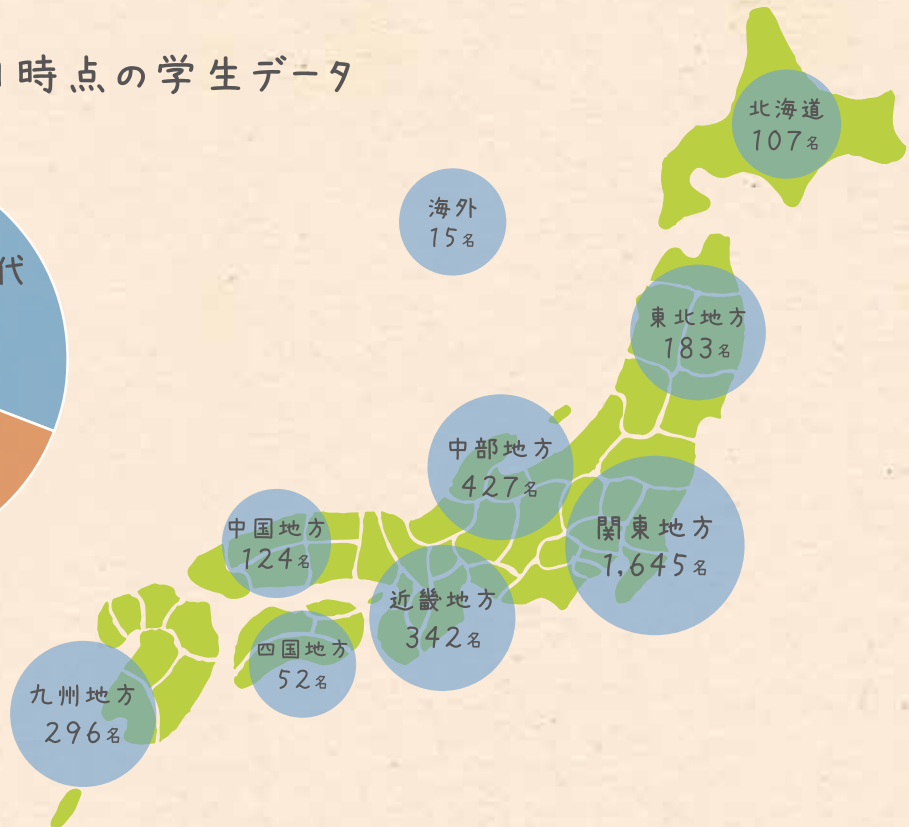 時点の学生データ
代
北海道
107名
海外
15名
東北地方
183名
中部地方
427名
関東地方
1,645名
中国地方
124名
近畿地方
342名
四国地方
52名
九州地方
296名